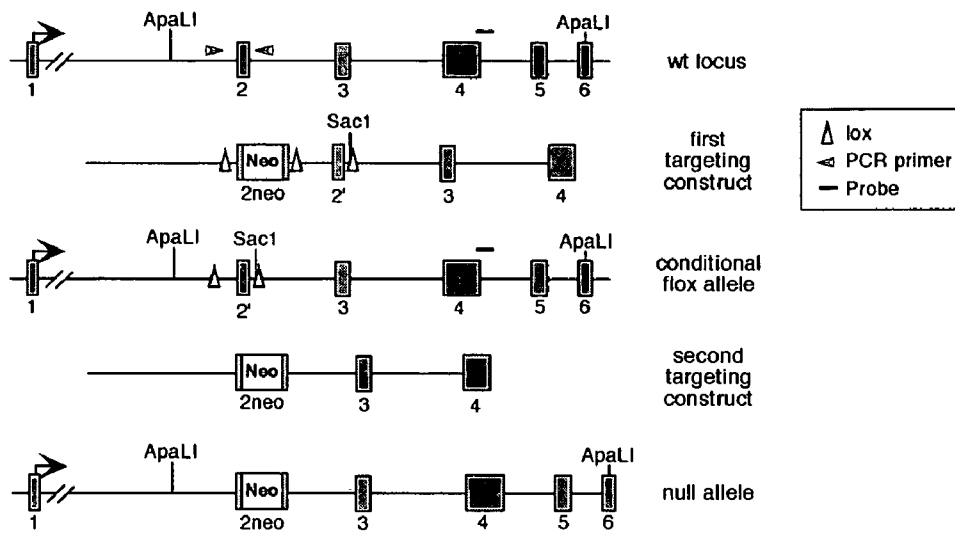 ApaLI ApaLI
1 2 3 4 5 6
wt locus
Sac1
Neo
2neo 2' 3 4
first
targeting
construct
lox
PCR primer
Probe
ApaLI Sac1 ApaLI
1 2' 3 4 5 6
conditional
flox allele
Neo
2neo 3 4
second
targeting
construct
ApaLI ApaLI
Neo
1 2neo 3 4 5 6
null allele